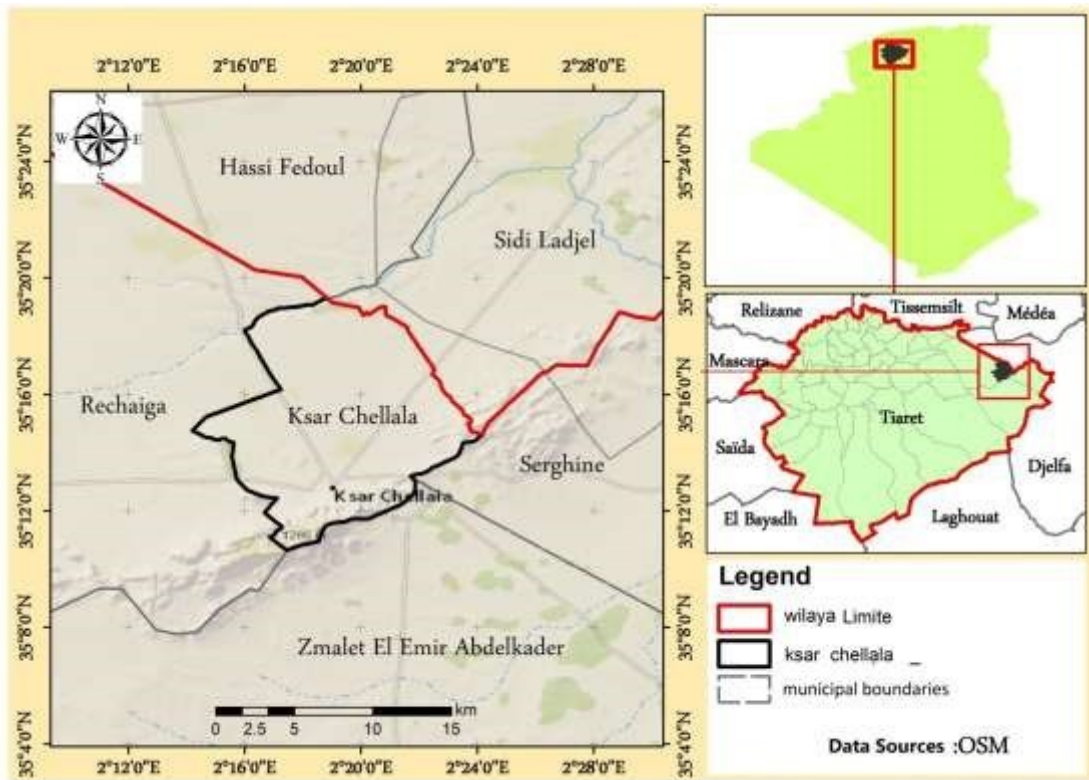 2°12'0"E 2°16'0"E 2°20'0"E 2°24'0"E 2°28'0"E
N
W E
S
35°24'0"N 35°24'0"N
35°20'0"N 35°20'0"N
35°16'0"N 35°16'0"N
35°12'0"N 35°12'0"N
35°8'0"N 35°8'0"N
35°4'0"N 35°4'0"N
Hassi Fedoul
Sidi Ladjel
Rechaiga
Ksar Chellala
Serghine
Ksar Chellala
Zmalet El Emir Abdelkader
km
0 2.5 5 10 15
2°12'0"E 2°16'0"E 2°20'0"E 2°24'0"E 2°28'0"E
Relizane
Tissemsilt
Médéa
Mascara
Tiaret
Saïda
Djelfa
El Bayadh
Laghouat
Legend
wilaya Limite
ksar chellala _
municipal boundaries
Data Sources :OSM